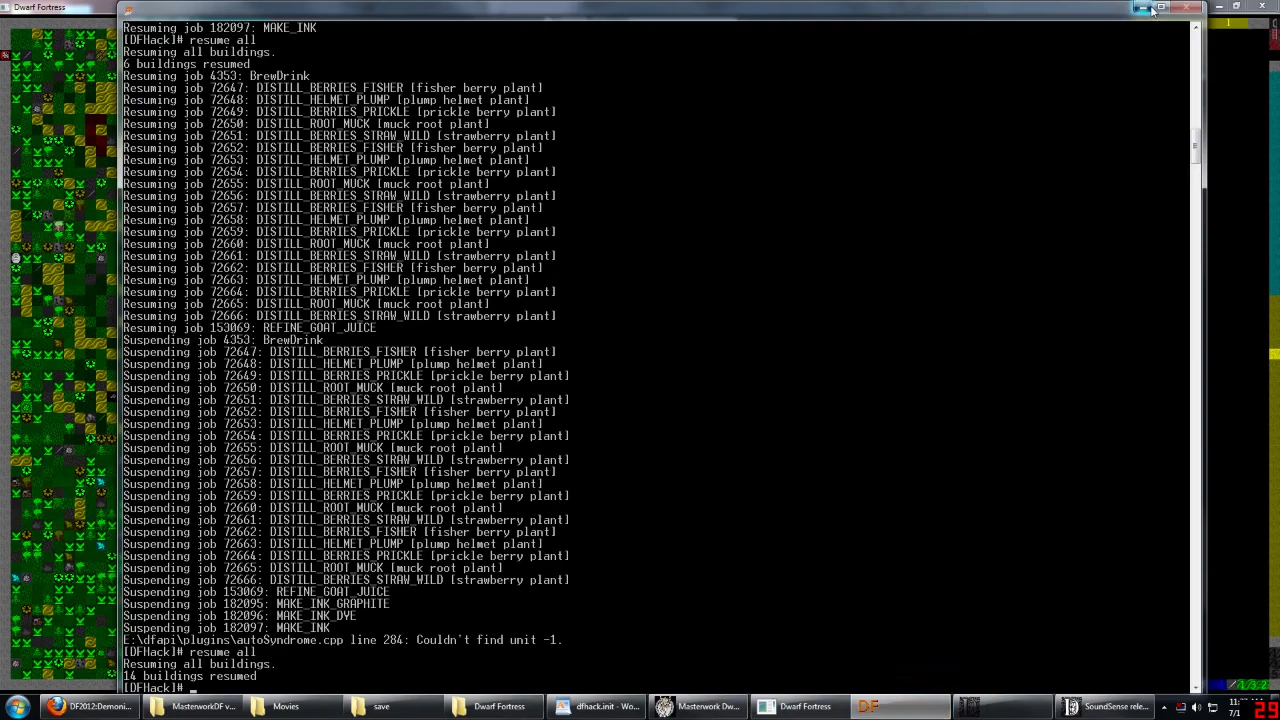 Dwarf Fortress
Resuming job 182097: MAKE_INK
[DFHack]# resume all
Resuming all buildings.
6 buildings resumed
Resuming job 4353: BrewDrink
Resuming job 72647: DISTILL_BERRIES_FISHER [fisher berry plant]
Resuming job 72648: DISTILL_HELMET_PLUMP [plump helmet plant]
Resuming job 72649: DISTILL_BERRIES_PRICKLE [prickle berry plant]
Resuming job 72650: DISTILL_ROOT_MUCK [muck root plant]
Resuming job 72651: DISTILL_BERRIES_STRAW_WILD [strawberry plant]
Resuming job 72652: DISTILL_BERRIES_FISHER [fisher berry plant]
Resuming job 72653: DISTILL_HELMET_PLUMP [plump helmet plant]
Resuming job 72654: DISTILL_BERRIES_PRICKLE [prickle berry plant]
Resuming job 72655: DISTILL_ROOT_MUCK [muck root plant]
Resuming job 72656: DISTILL_BERRIES_STRAW_WILD [strawberry plant]
Resuming job 72657: DISTILL_BERRIES_FISHER [fisher berry plant]
Resuming job 72658: DISTILL_HELMET_PLUMP [plump helmet plant]
Resuming job 72659: DISTILL_BERRIES_PRICKLE [prickle berry plant]
Resuming job 72660: DISTILL_ROOT_MUCK [muck root plant]
Resuming job 72661: DISTILL_BERRIES_STRAW_WILD [strawberry plant]
Resuming job 72662: DISTILL_BERRIES_FISHER [fisher berry plant]
Resuming job 72663: DISTILL_HELMET_PLUMP [plump helmet plant]
Resuming job 72664: DISTILL_BERRIES_PRICKLE [prickle berry plant]
Resuming job 72665: DISTILL_ROOT_MUCK [muck root plant]
Resuming job 72666: DISTILL_BERRIES_STRAW_WILD [strawberry plant]
Resuming job 153069: REFINE_GOAT_JUICE
Suspending job 4353: BrewDrink
Suspending job 72647: DISTILL_BERRIES_FISHER [fisher berry plant]
Suspending job 72648: DISTILL_HELMET_PLUMP [plump helmet plant]
Suspending job 72649: DISTILL_BERRIES_PRICKLE [prickle berry plant]
Suspending job 72650: DISTILL_ROOT_MUCK [muck root plant]
Suspending job 72651: DISTILL_BERRIES_STRAW_WILD [strawberry plant]
Suspending job 72652: DISTILL_BERRIES_FISHER [fisher berry plant]
Suspending job 72653: DISTILL_HELMET_PLUMP [plump helmet plant]
Suspending job 72654: DISTILL_BERRIES_PRICKLE [prickle berry plant]
Suspending job 72655: DISTILL_ROOT_MUCK [muck root plant]
Suspending job 72656: DISTILL_BERRIES_STRAW_WILD [strawberry plant]
Suspending job 72657: DISTILL_BERRIES_FISHER [fisher berry plant]
Suspending job 72658: DISTILL_HELMET_PLUMP [plump helmet plant]
Suspending job 72659: DISTILL_BERRIES_PRICKLE [prickle berry plant]
Suspending job 72660: DISTILL_ROOT_MUCK [muck root plant]
Suspending job 72661: DISTILL_BERRIES_STRAW_WILD [strawberry plant]
Suspending job 72662: DISTILL_BERRIES_FISHER [fisher berry plant]
Suspending job 72663: DISTILL_HELMET_PLUMP [plump helmet plant]
Suspending job 72664: DISTILL_BERRIES_PRICKLE [prickle berry plant]
Suspending job 72665: DISTILL_ROOT_MUCK [muck root plant]
Suspending job 72666: DISTILL_BERRIES_STRAW_WILD [strawberry plant]
Suspending job 153069: REFINE_GOAT_JUICE
Suspending job 182095: MAKE_INK_GRAPHITE
Suspending job 182096: MAKE_INK_DYE
Suspending job 182097: MAKE_INK
E:\dfapi\plugins\autoSyndrome.cpp line 284: Couldn't find unit -1.
[DFHack]# resume all
Resuming all buildings.
14 buildings resumed
[DFHack]# _
DF2012:Demoni... MasterworkDF v... Movies save Dwarf Fortress dfhack.init - Wo... Masterwork Dw... Dwarf Fortress DF SoundSense rele... 29